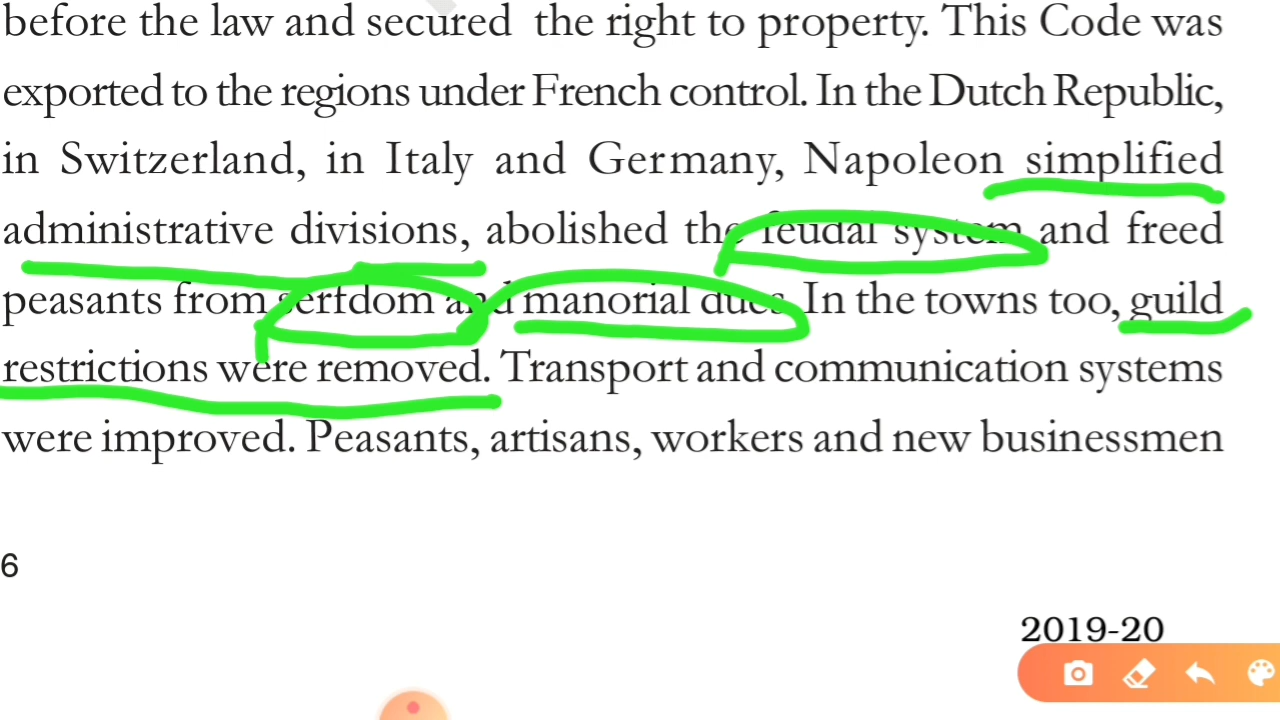 before the law and secured the right to property. This Code was
exported to the regions under French control. In the Dutch Republic,
in Switzerland, in Italy and Germany, Napoleon simplified
administrative divisions, abolished the feudal system and freed
peasants from serfdom and manorial dues. In the towns too, guild
restrictions were removed. Transport and communication systems
were improved. Peasants, artisans, workers and new businessmen
6
2019-20